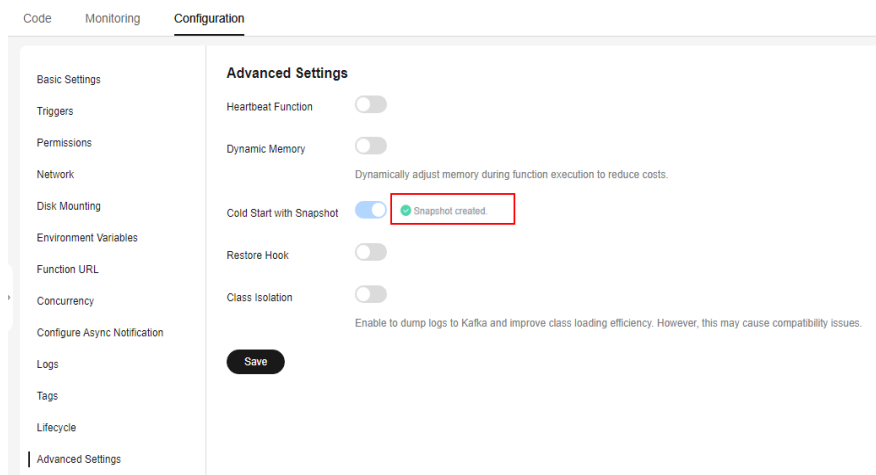 Code Monitoring Configuration
Basic Settings
Triggers
Permissions
Network
Disk Mounting
Environment Variables
Function URL
Concurrency
Configure Async Notification
Logs
Tags
Lifecycle
Advanced Settings
Advanced Settings
Heartbeat Function
Dynamic Memory
Dynamically adjust memory during function execution to reduce costs.
Cold Start with Snapshot
Snapshot created.
Restore Hook
Class Isolation
Enable to dump logs to Kafka and improve class loading efficiency. However, this may cause compatibility issues.
Save